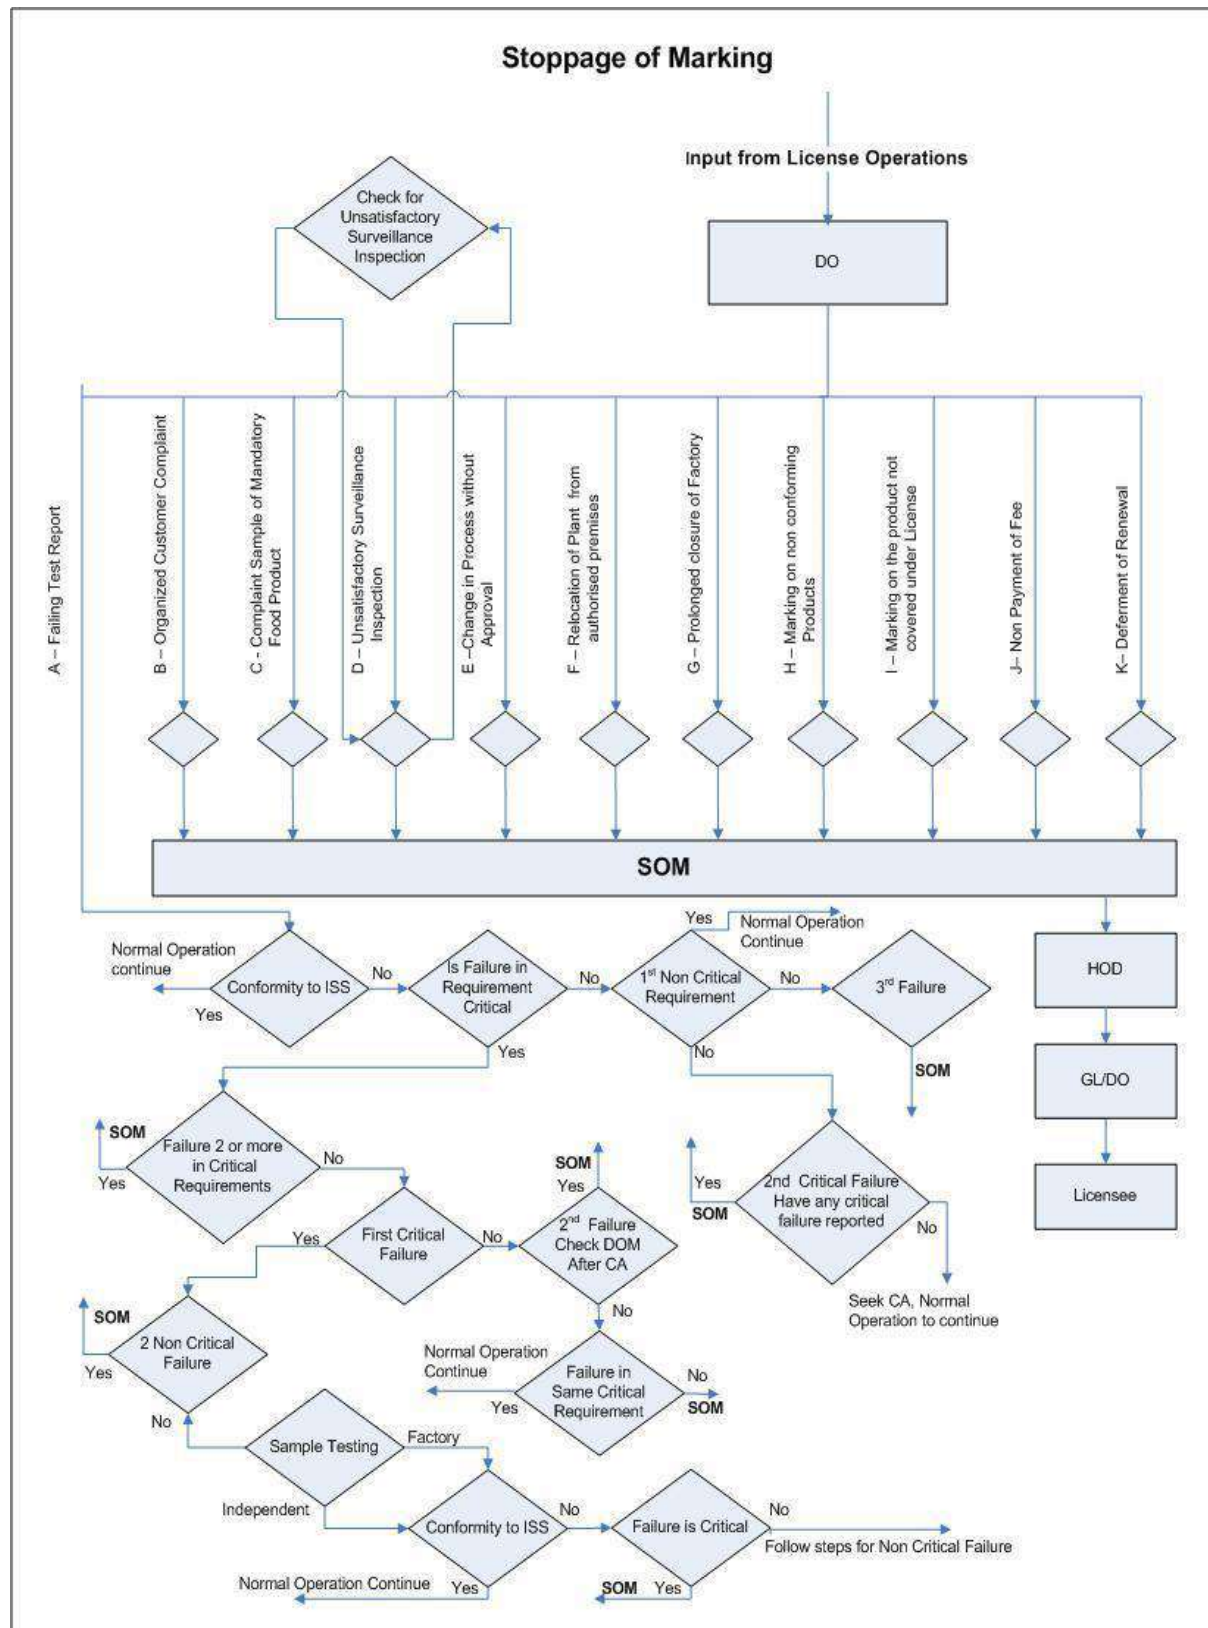 Stoppage of Marking
Input from License Operations
Check for
Unsatisfactory
Surveillance
Inspection
DO
A – Failing Test Report
B – Organized Customer Complaint
C - Complaint Sample of Mandatory
Food Product
D – Unsatisfactory Surveillance
Inspection
E –Change in Process without
Approval
F – Relocation of Plant from
authorised premises
G – Prolonged closure of Factory
H – Marking on non conforming
Products
I – Marking on the product not
covered under License
J– Non Payment of Fee
K– Deferment of Renewal
SOM
Normal Operation
continue
Yes
Conformity to ISS
No
Is Failure in
Requirement
Critical
No
Yes
Yes
Normal Operation
Continue
1st Non Critical
Requirement
No
No
3rd Failure
SOM
HOD
GL/DO
Licensee
SOM
Yes
Failure 2 or more
in Critical
Requirements
No
SOM
Yes
Yes
SOM
2nd Critical Failure
Have any critical
failure reported
No
Seek CA, Normal
Operation to continue
Yes
First Critical
Failure
No
2nd Failure
Check DOM
After CA
No
SOM
Yes
2 Non Critical
Failure
No
Normal Operation
Continue
Yes
Failure in
Same Critical
Requirement
No
SOM
Sample Testing
Factory
Independent
Conformity to ISS
No
Failure is Critical
No
Follow steps for Non Critical Failure
Normal Operation Continue
Yes
SOM
Yes